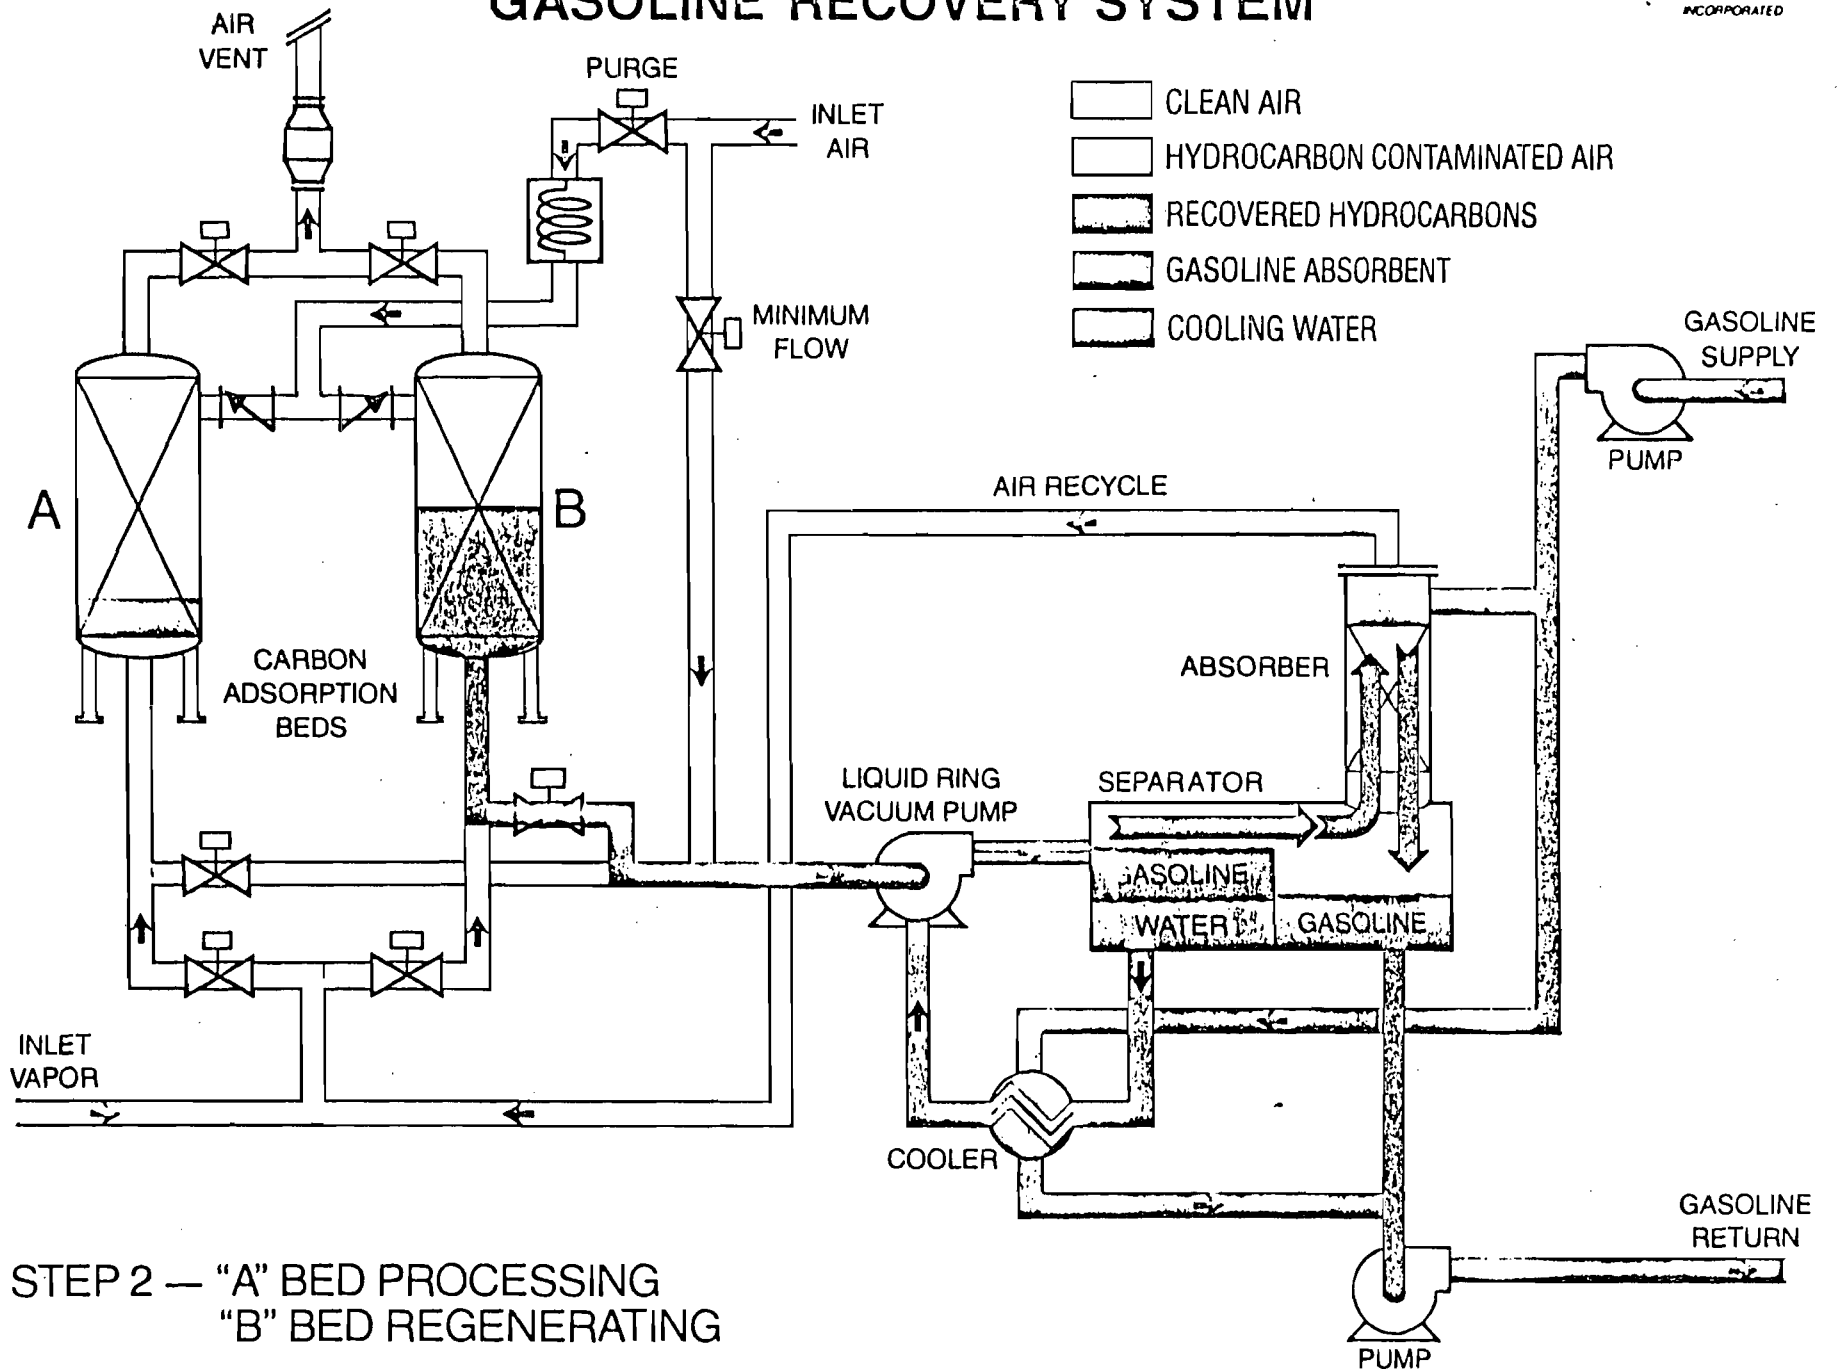 GASOLINE RECOVERY SYSTEM
INCORPORATED
AIR
VENT
PURGE
INLET
AIR
CLEAN AIR
HYDROCARBON CONTAMINATED AIR
RECOVERED HYDROCARBONS
GASOLINE ABSORBENT
COOLING WATER
MINIMUM
FLOW
GASOLINE
SUPPLY
PUMP
A
B
AIR RECYCLE
CARBON
ADSORPTION
BEDS
ABSORBER
LIQUID RING
VACUUM PUMP
SEPARATOR
GASOLINE
WATER
GASOLINE
INLET
VAPOR
COOLER
GASOLINE
RETURN
PUMP
STEP 2 — "A" BED PROCESSING
"B" BED REGENERATING